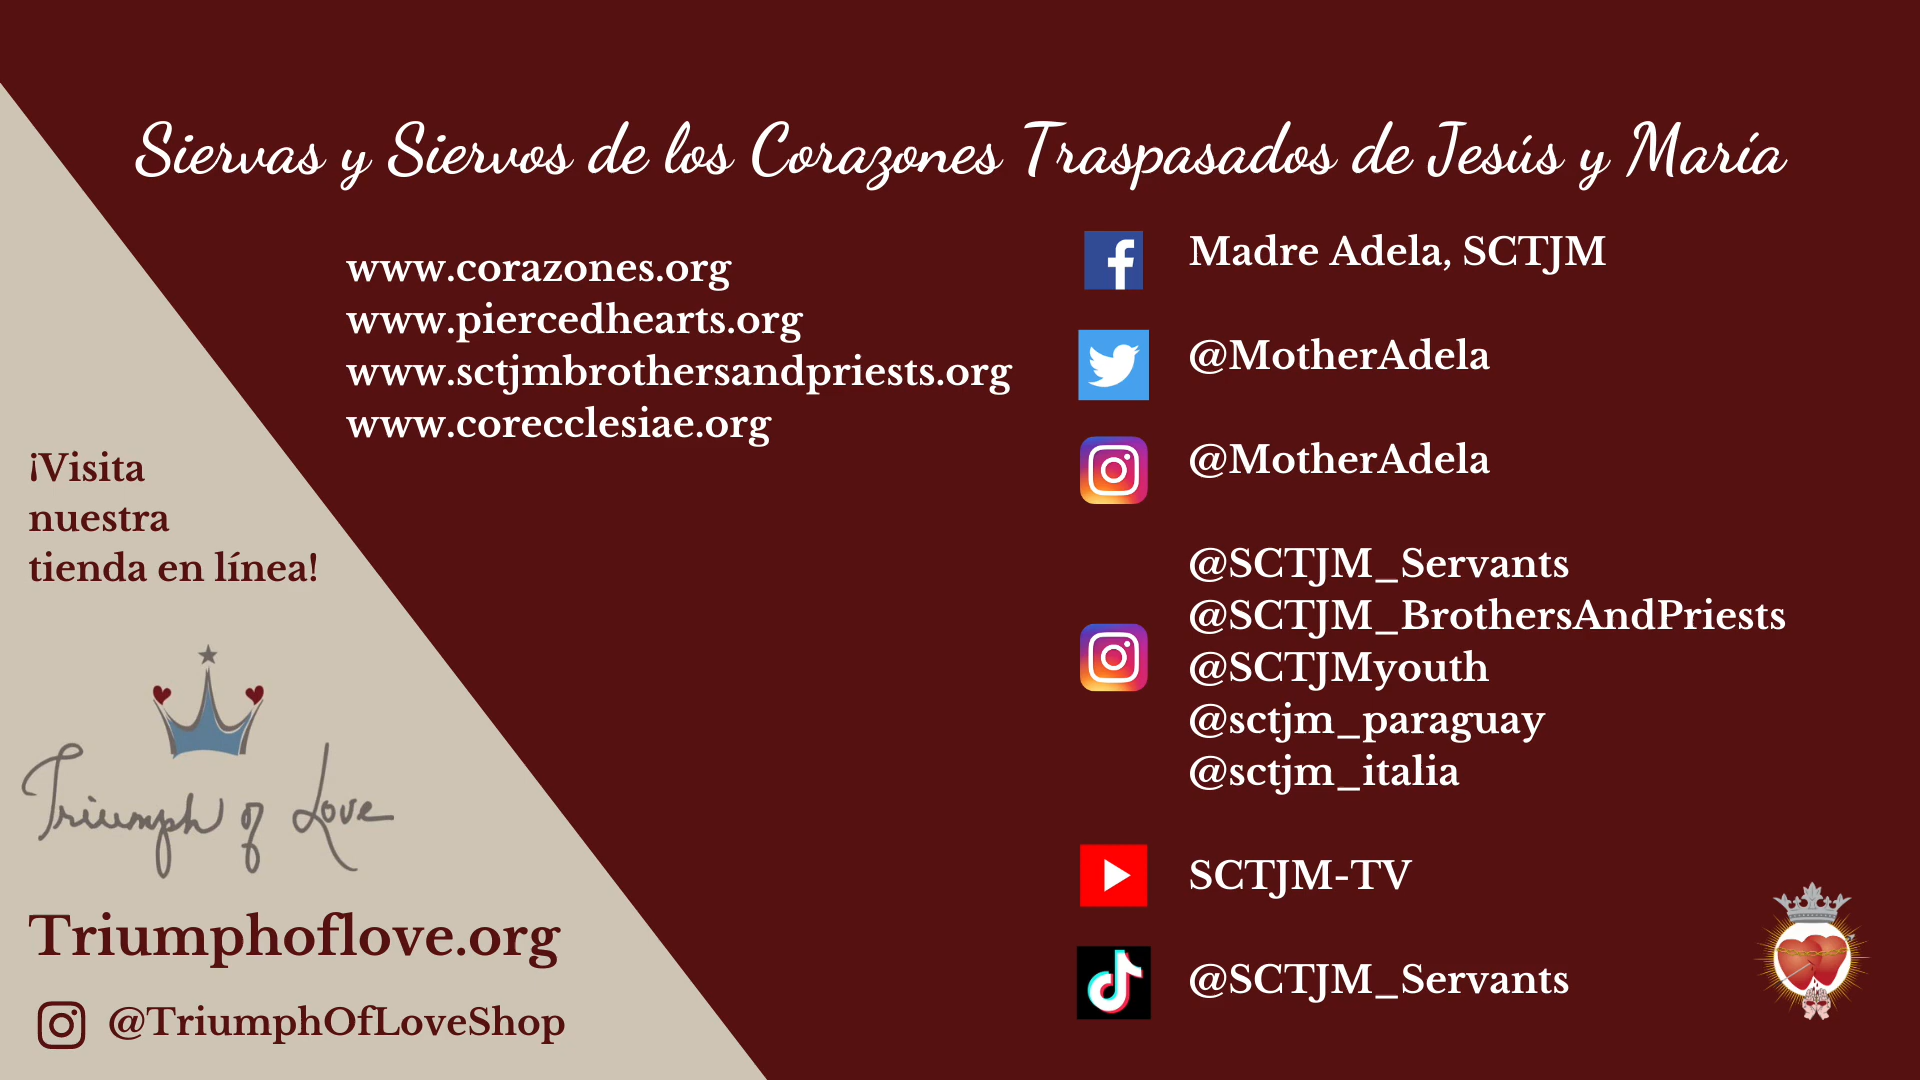 Siervas y Siervos de los Corazones Traspasados de Jesús y María
www.corazones.org
www.piercedhearts.org
www.sctjmbrothersandpriests.org
www.corecclesiae.org
Madre Adela, SCTJM
@MotherAdela
@MotherAdela
@SCTJM_Servants
@SCTJM_BrothersAndPriests
@SCTJMyouth
@sctjm_paraguay
@sctjm_italia
SCTJM-TV
@SCTJM_Servants
¡Visita
nuestra
tienda en línea!
Triumph of Love
Triumphoflove.org
@TriumphOfLoveShop